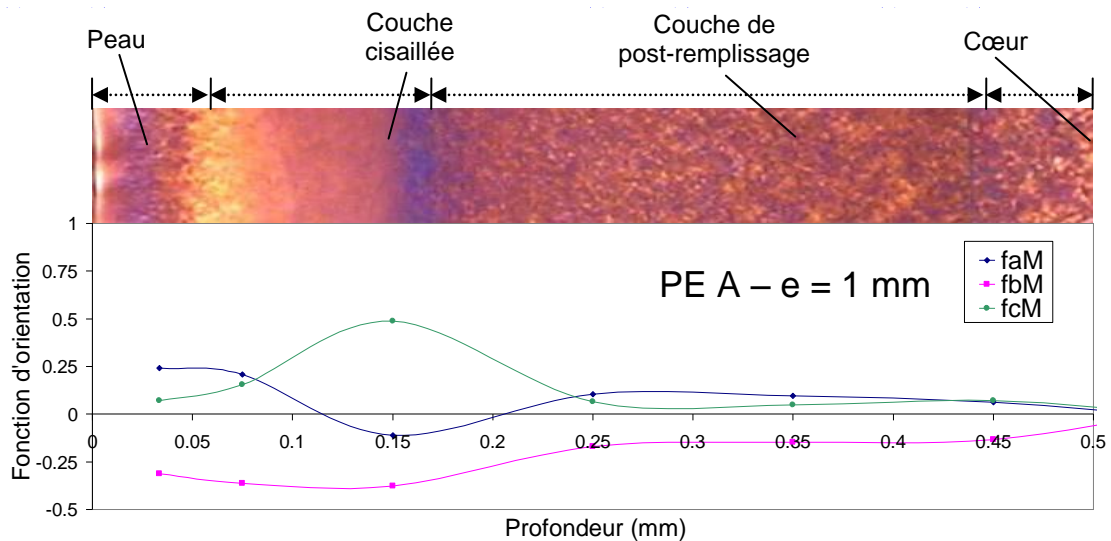 Peau
Couche
cisaillée
Couche de
post-remplissage
Cœur
1
0.75
0.5
0.25
0
-0.25
-0.5
Fonction d'orientation
PE A – e = 1 mm
faM
fbM
fcM
0 0.05 0.1 0.15 0.2 0.25 0.3 0.35 0.4 0.45 0.5
Profondeur (mm)